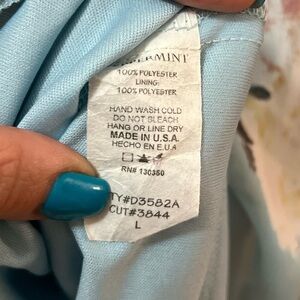 100% POLYESTER
LINING:
100% POLYESTER
HAND WASH COLD
DO NOT BLEACH
HANG OR LINE DRY
MADE IN U.S.A.
HECHO EN E.U.A
RN# 130350
TY#D3582A
CUT#3844
L